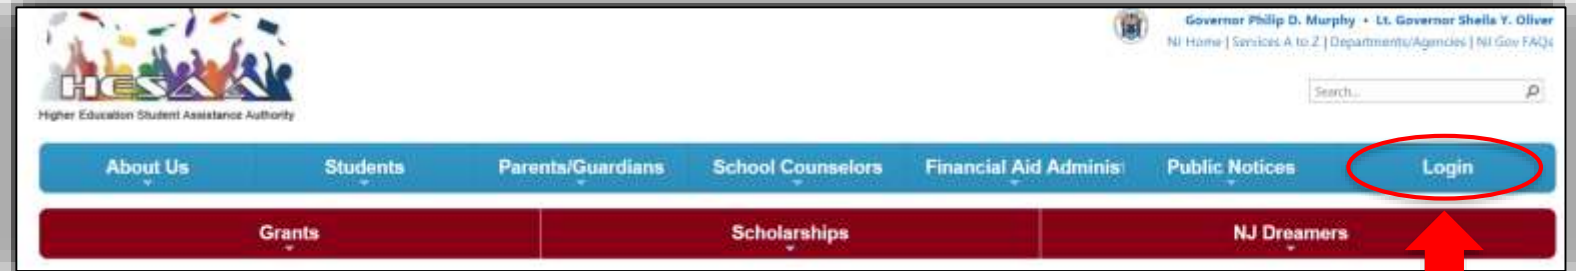 Governor Philip D. Murphy • Lt. Governor Sheila Y. Oliver
NJ Home | Services A to Z | Departments/Agencies | NJ Gov FAQs
HESAA
Search...
Higher Education Student Assistance Authority
About Us Students Parents/Guardians School Counselors Financial Aid Adminis Public Notices Login
Grants Scholarships NJ Dreamers